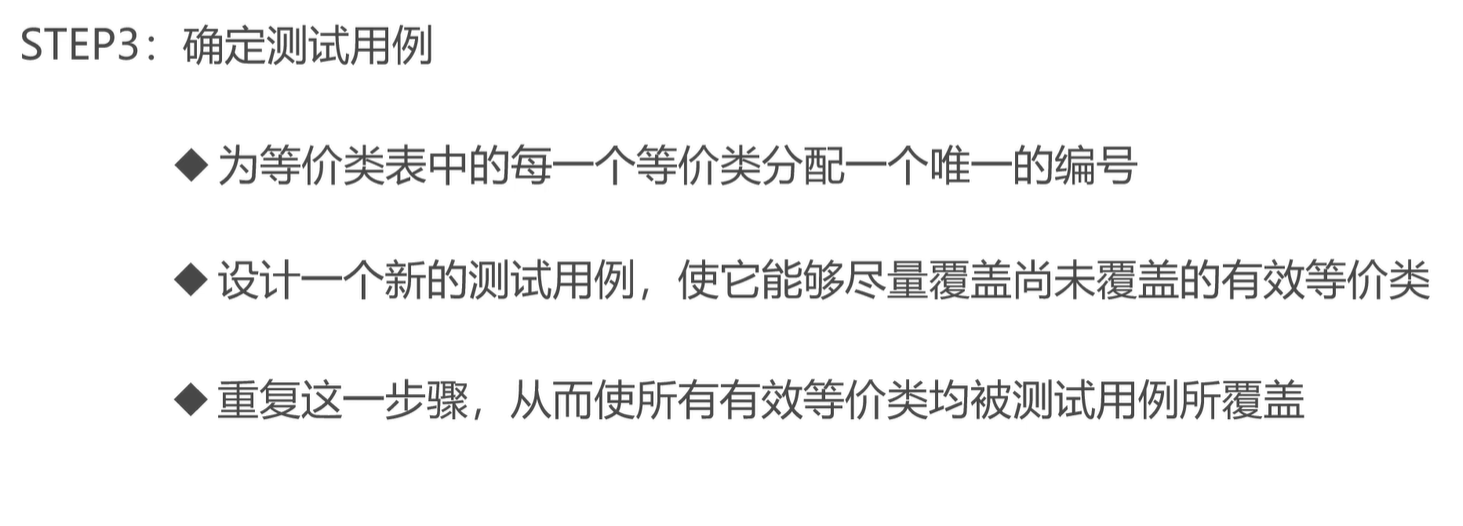 STEP3：确定测试用例
◆ 为等价类表中的每一个等价类分配一个唯一的编号
◆ 设计一个新的测试用例，使它能够尽量覆盖尚未覆盖的有效等价类
◆ 重复这一步骤，从而使所有有效等价类均被测试用例所覆盖